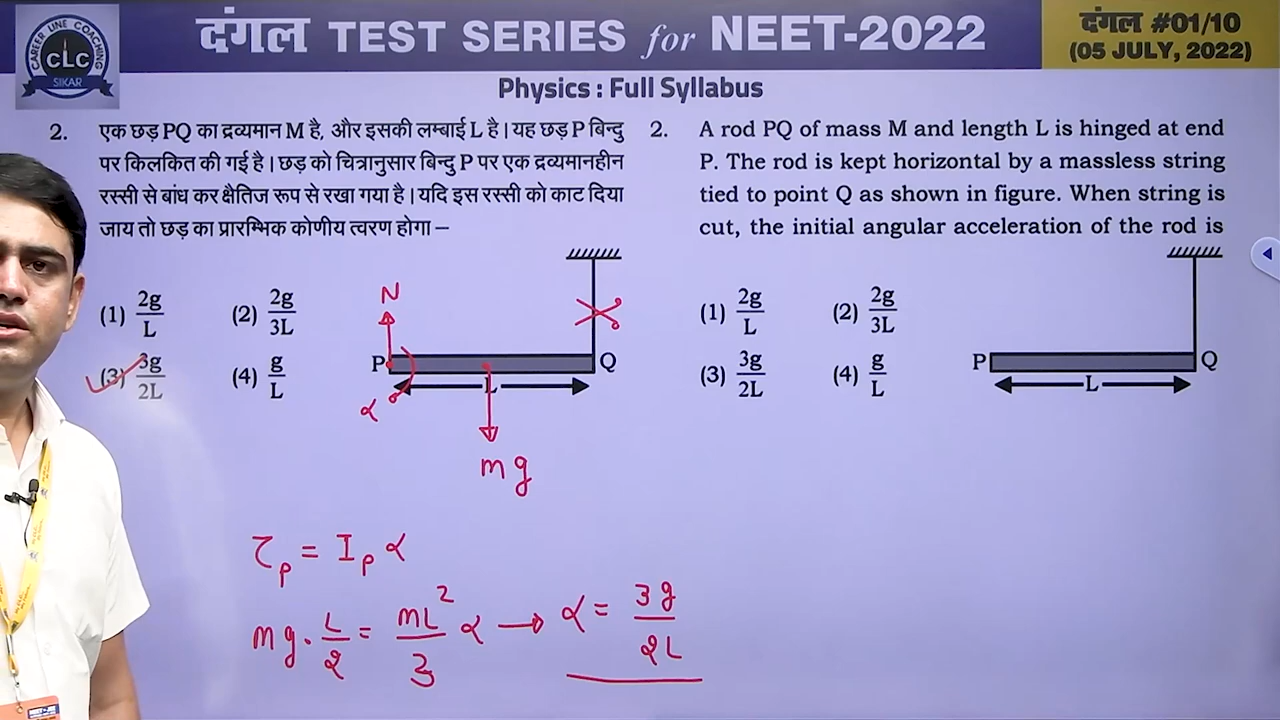 CAREER LINE COACHING
CLC
SIKAR
दंगल TEST SERIES for NEET-2022
दंगल #01/10
(05 JULY, 2022)
Physics : Full Syllabus
2. एक छड़ PQ का द्रव्यमान M है, और इसकी लम्बाई L है। यह छड़ P बिन्दु
पर किलकित की गई है। छड़ को चित्रानुसार बिन्दु P पर एक द्रव्यमानहीन
रस्सी से बांध कर क्षैतिज रूप से रखा गया है। यदि इस रस्सी को काट दिया
जाय तो छड़ का प्रारम्भिक कोणीय त्वरण होगा –
(1) 2g/L (2) 2g/3L
(3) 3g/2L (4) g/L
N
P Q
α L
mg
τp = Ip α
mg. L/2 = mL²/3 α → α = 3g/2L
2. A rod PQ of mass M and length L is hinged at end
P. The rod is kept horizontal by a massless string
tied to point Q as shown in figure. When string is
cut, the initial angular acceleration of the rod is
(1) 2g/L (2) 2g/3L
(3) 3g/2L (4) g/L
P Q
L